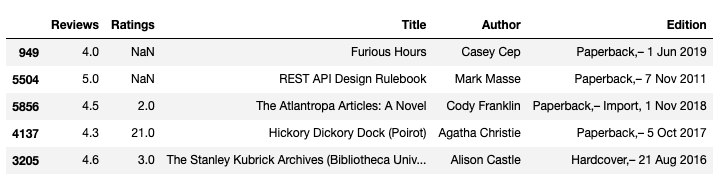 Reviews Ratings Title Author Edition
949 4.0 NaN Furious Hours Casey Cep Paperback,– 1 Jun 2019
5504 5.0 NaN REST API Design Rulebook Mark Masse Paperback,– 7 Nov 2011
5856 4.5 2.0 The Atlantropa Articles: A Novel Cody Franklin Paperback,– Import, 1 Nov 2018
4137 4.3 21.0 Hickory Dickory Dock (Poirot) Agatha Christie Paperback,– 5 Oct 2017
3205 4.6 3.0 The Stanley Kubrick Archives (Bibliotheca Univ... Alison Castle Hardcover,– 21 Aug 2016